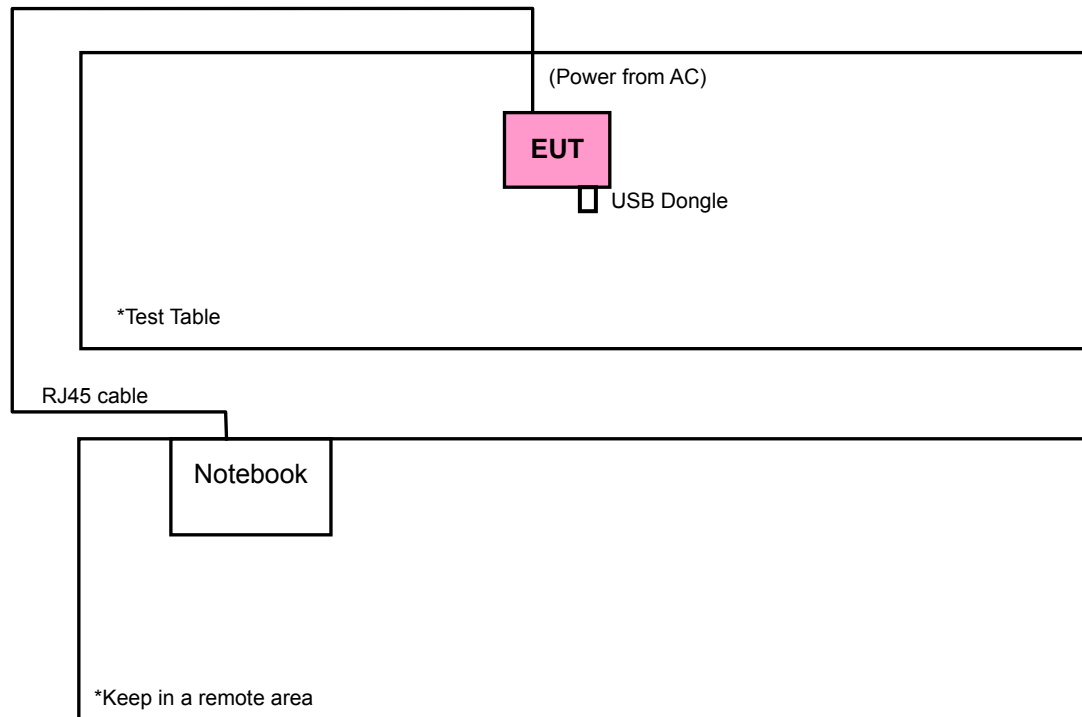 (Power from AC)
EUT
USB Dongle
*Test Table
RJ45 cable
Notebook
*Keep in a remote area